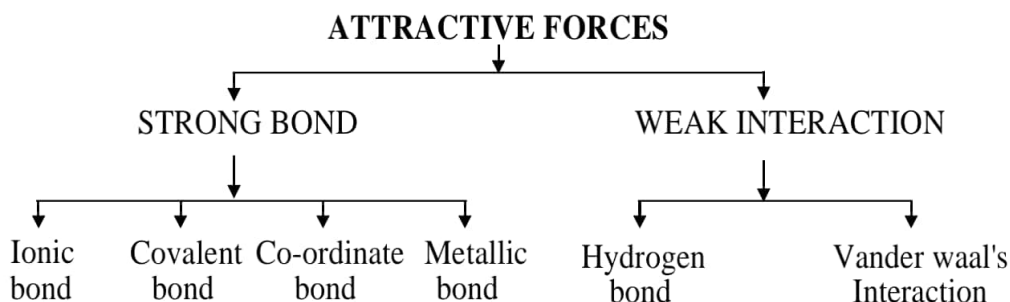 ATTRACTIVE FORCES
STRONG BOND
WEAK INTERACTION
Ionic
bond
Covalent
bond
Co-ordinate
bond
Metallic
bond
Hydrogen
bond
Vander waal's
Interaction